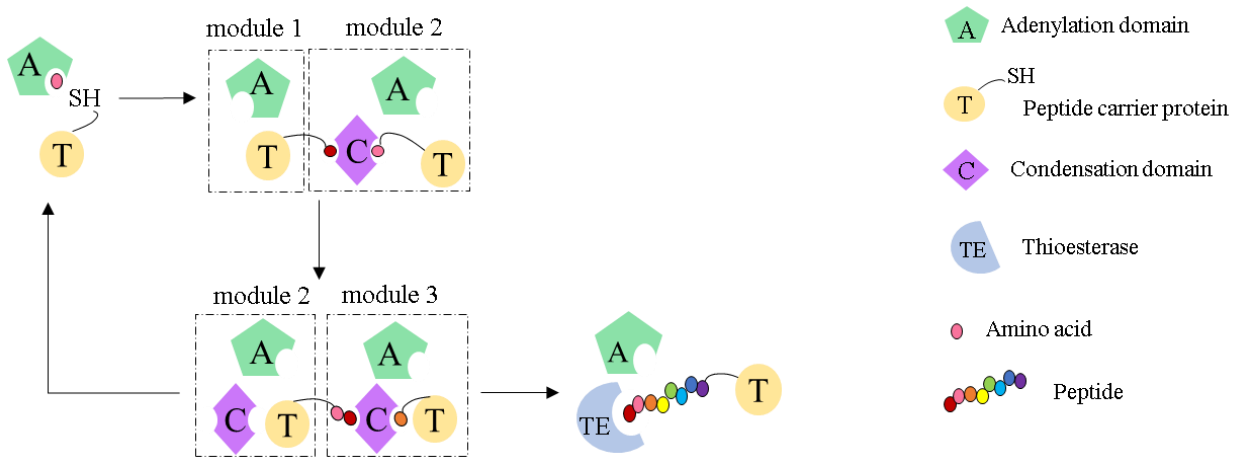 module 1
module 2
A
SH
T
A
A
T
C
T
module 2
module 3
A
A
A
C
T
C
T
TE
T
A
Adenylation domain
SH
T
Peptide carrier protein
C
Condensation domain
TE
Thioesterase
Amino acid
Peptide